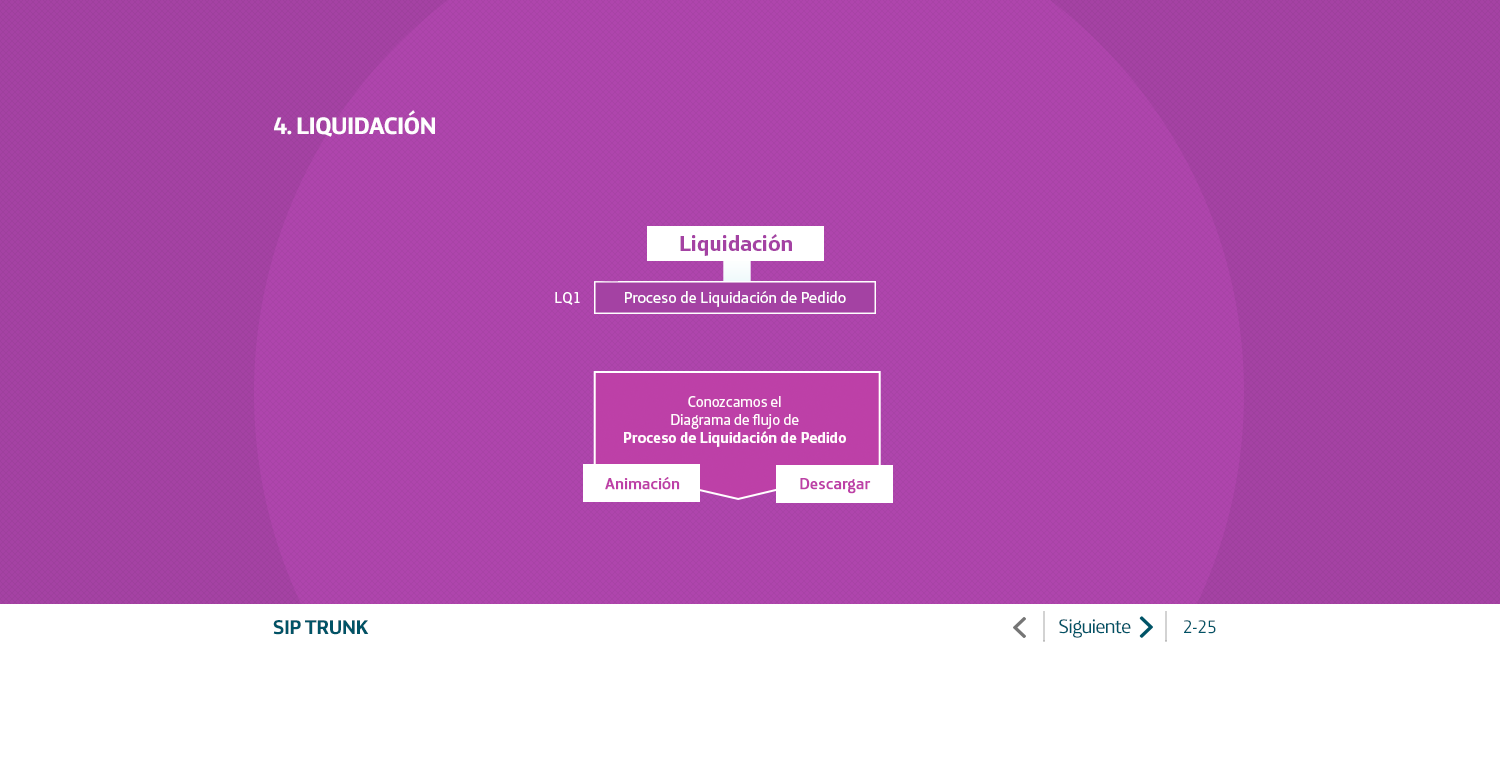 4. LIQUIDACIÓN
Liquidación
LQ1 Proceso de Liquidación de Pedido
Conozcamos el
Diagrama de flujo de
Proceso de Liquidación de Pedido
Animación Descargar
SIP TRUNK Siguiente 2-25